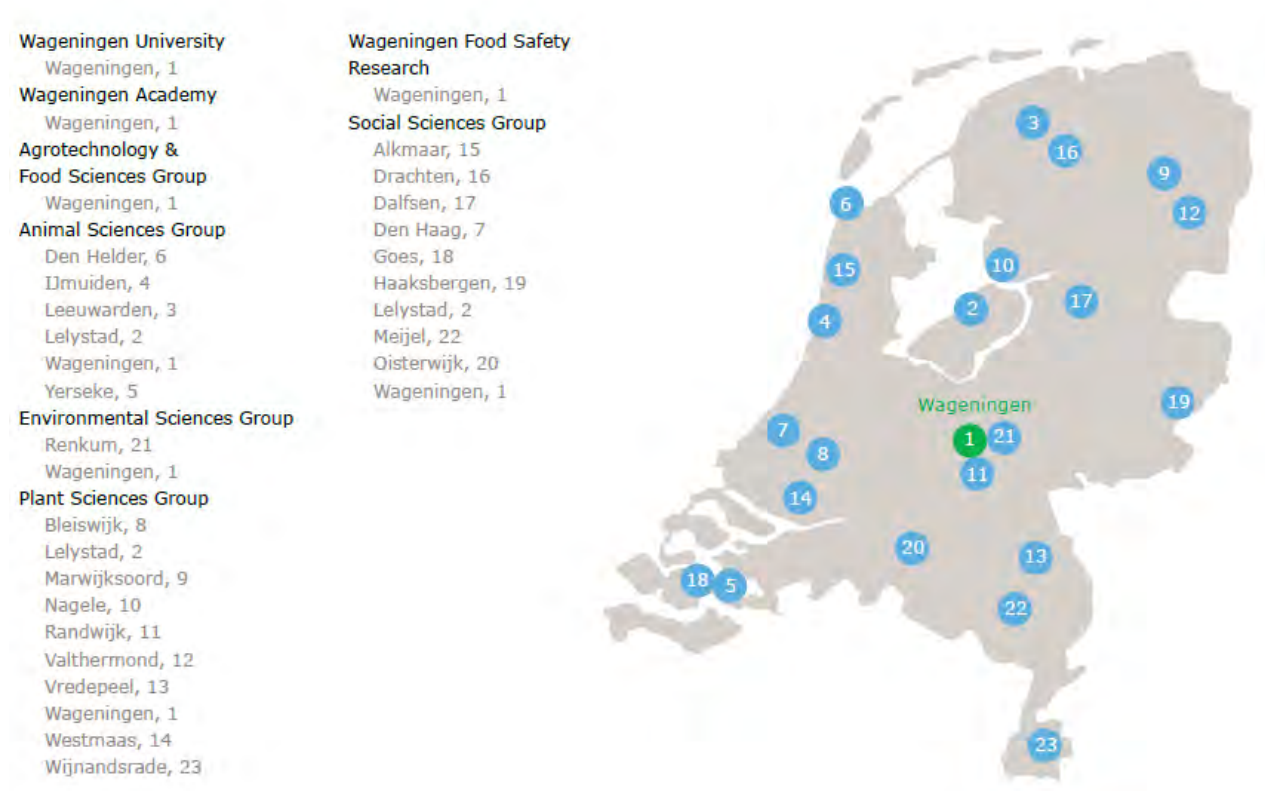 Wageningen University
Wageningen, 1
Wageningen Academy
Wageningen, 1
Agrotechnology &
Food Sciences Group
Wageningen, 1
Animal Sciences Group
Den Helder, 6
IJmuiden, 4
Leeuwarden, 3
Lelystad, 2
Wageningen, 1
Yerseke, 5
Environmental Sciences Group
Renkum, 21
Wageningen, 1
Plant Sciences Group
Bleiswijk, 8
Lelystad, 2
Marwijksoord, 9
Nagele, 10
Randwijk, 11
Valthermond, 12
Vredepeel, 13
Wageningen, 1
Westmaas, 14
Wijnandsrade, 23
Wageningen Food Safety
Research
Wageningen, 1
Social Sciences Group
Alkmaar, 15
Drachten, 16
Dalfsen, 17
Den Haag, 7
Goes, 18
Haaksbergen, 19
Lelystad, 2
Meijel, 22
Oisterwijk, 20
Wageningen, 1
3
16
9
6
12
10
15
17
2
4
Wageningen
19
7
1
21
8
11
14
20
13
18
5
22
23